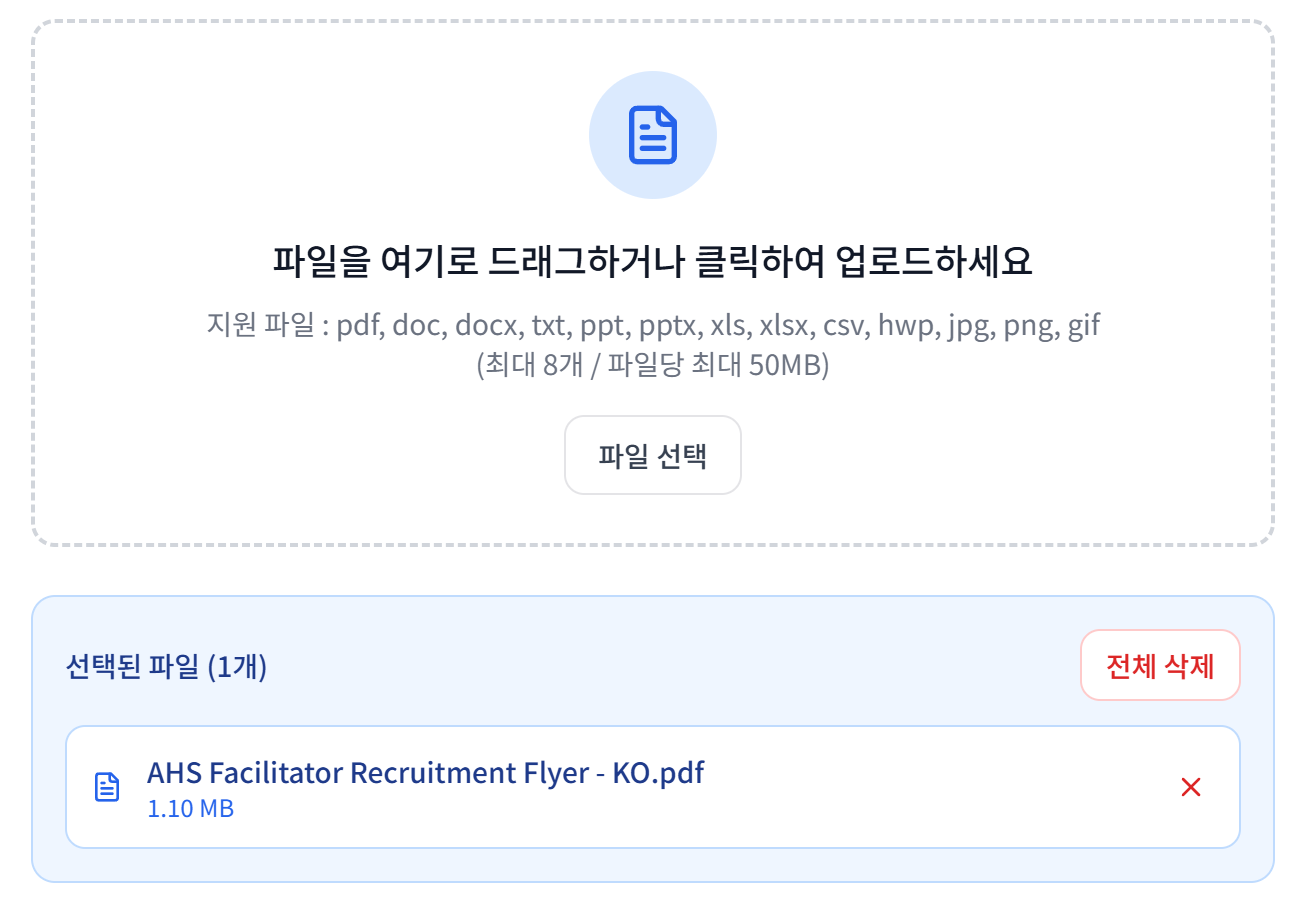 파일을 여기로 드래그하거나 클릭하여 업로드하세요
지원 파일 : pdf, doc, docx, txt, ppt, pptx, xls, xlsx, csv, hwp, jpg, png, gif
(최대 8개 / 파일당 최대 50MB)
파일 선택
선택된 파일 (1개)
전체 삭제
AHS Facilitator Recruitment Flyer - KO.pdf
1.10 MB